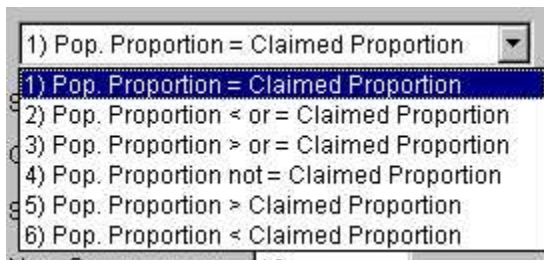 1) Pop. Proportion = Claimed Proportion
1) Pop. Proportion = Claimed Proportion
2) Pop. Proportion < or = Claimed Proportion
3) Pop. Proportion > or = Claimed Proportion
4) Pop. Proportion not = Claimed Proportion
5) Pop. Proportion > Claimed Proportion
6) Pop. Proportion < Claimed Proportion